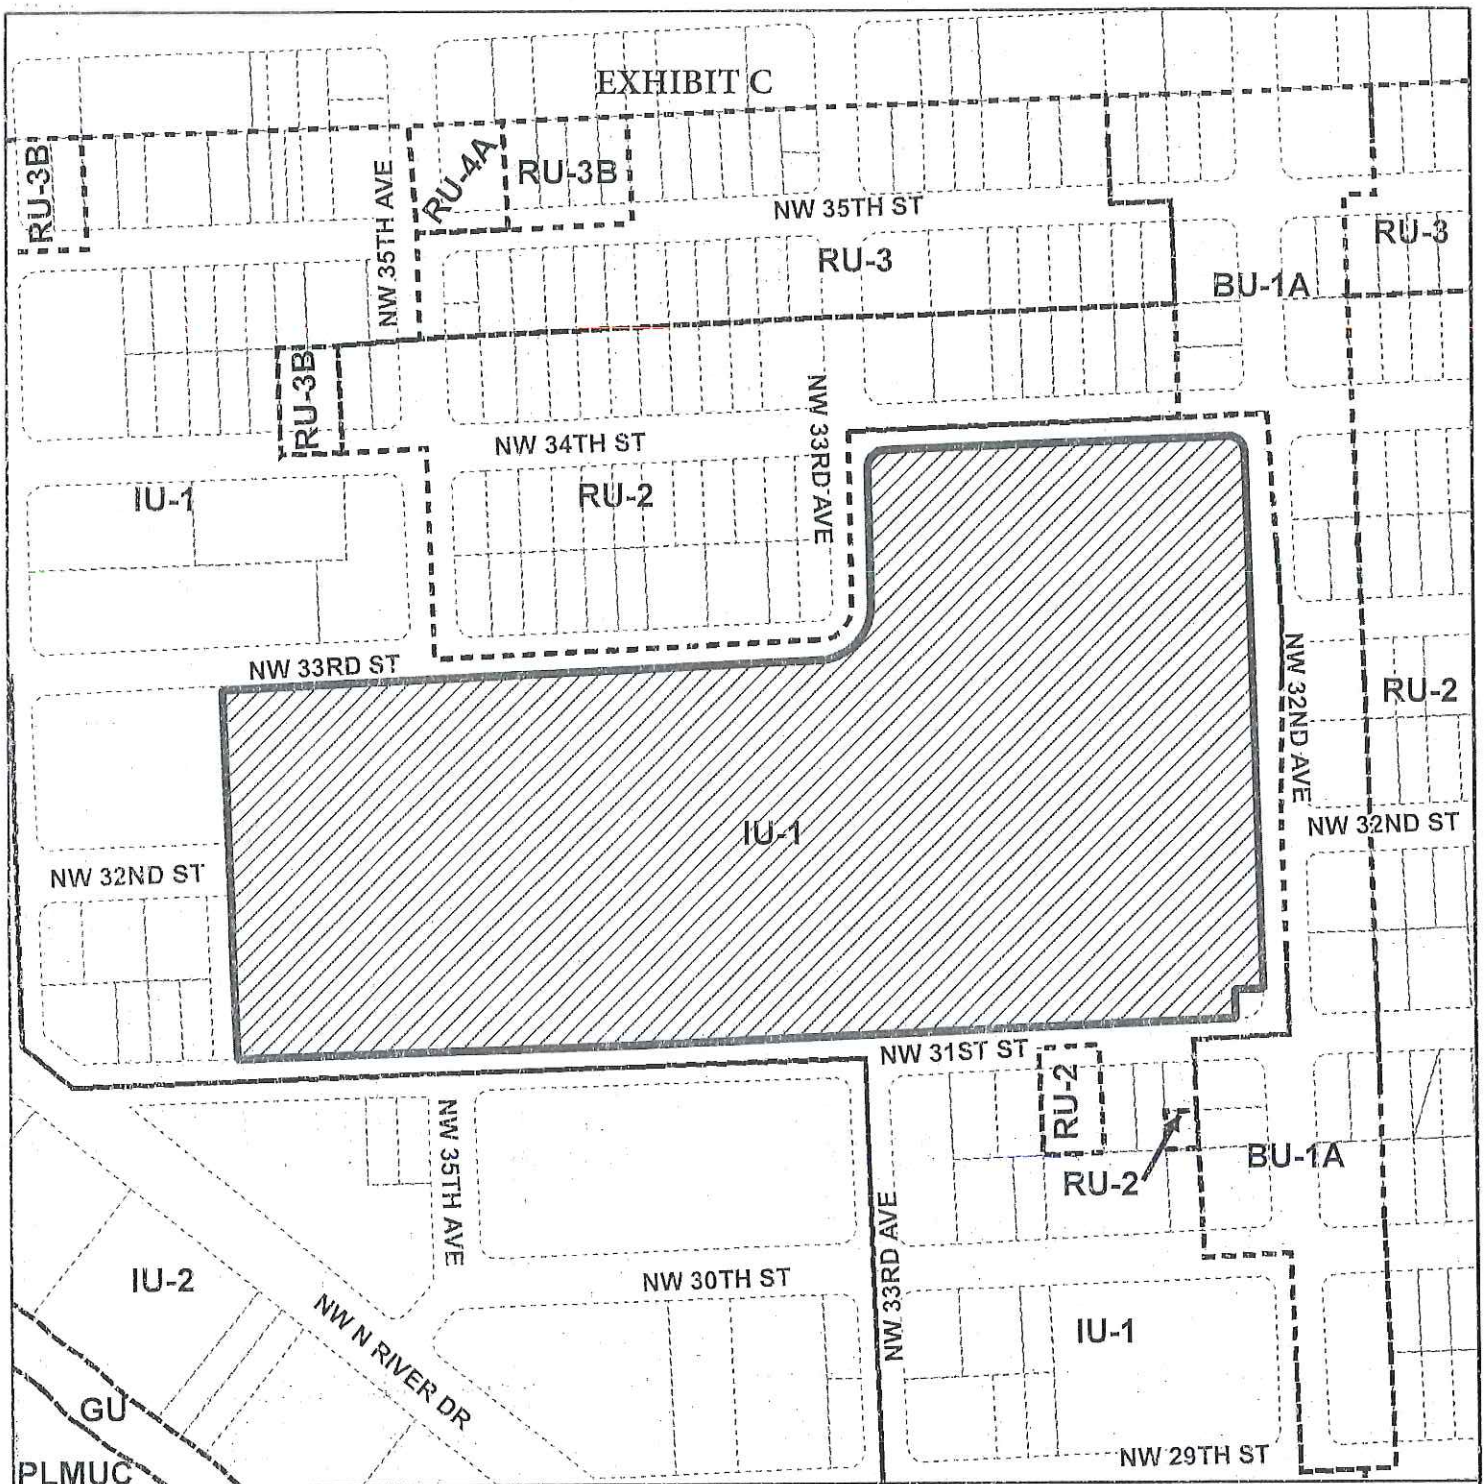 EXHIBIT C
RU-3B
NW 35TH AVE
RU-4A
RU-3B
NW 35TH ST
RU-3
RU-3
BU-1A
RU-3B
NW 34TH ST
NW 33RD AVE
IU-1
RU-2
NW 33RD ST
NW 32ND AVE
RU-2
IU-1
NW 32ND ST
NW 32ND ST
NW 31ST ST
RU-2
NW 35TH AVE
RU-2
BU-1A
NW 33RD AVE
IU-2
NW 30TH ST
NW N RIVER DR
IU-1
GU
NW 29TH ST
PLMUC